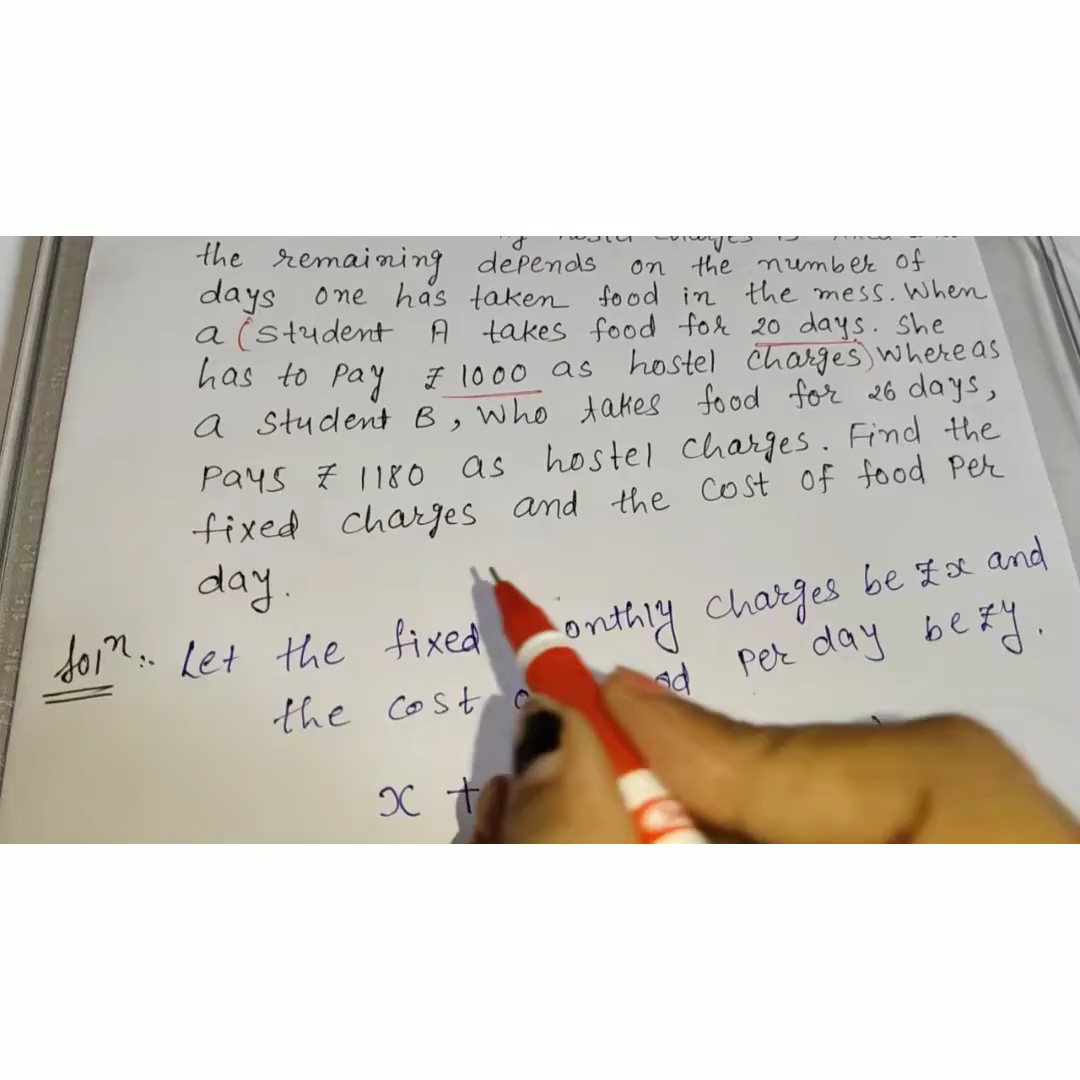 the remaining depends on the number of
days one has taken food in the mess. When
a (student A takes food for 20 days. She
has to pay ₹ 1000 as hostel charges) whereas
a student B, who takes food for 26 days,
pays ₹ 1180 as hostel charges. Find the
fixed charges and the cost of food per
day.
Soln:. Let the fixed charges be ₹x and
the cost per day be ₹y.
x +